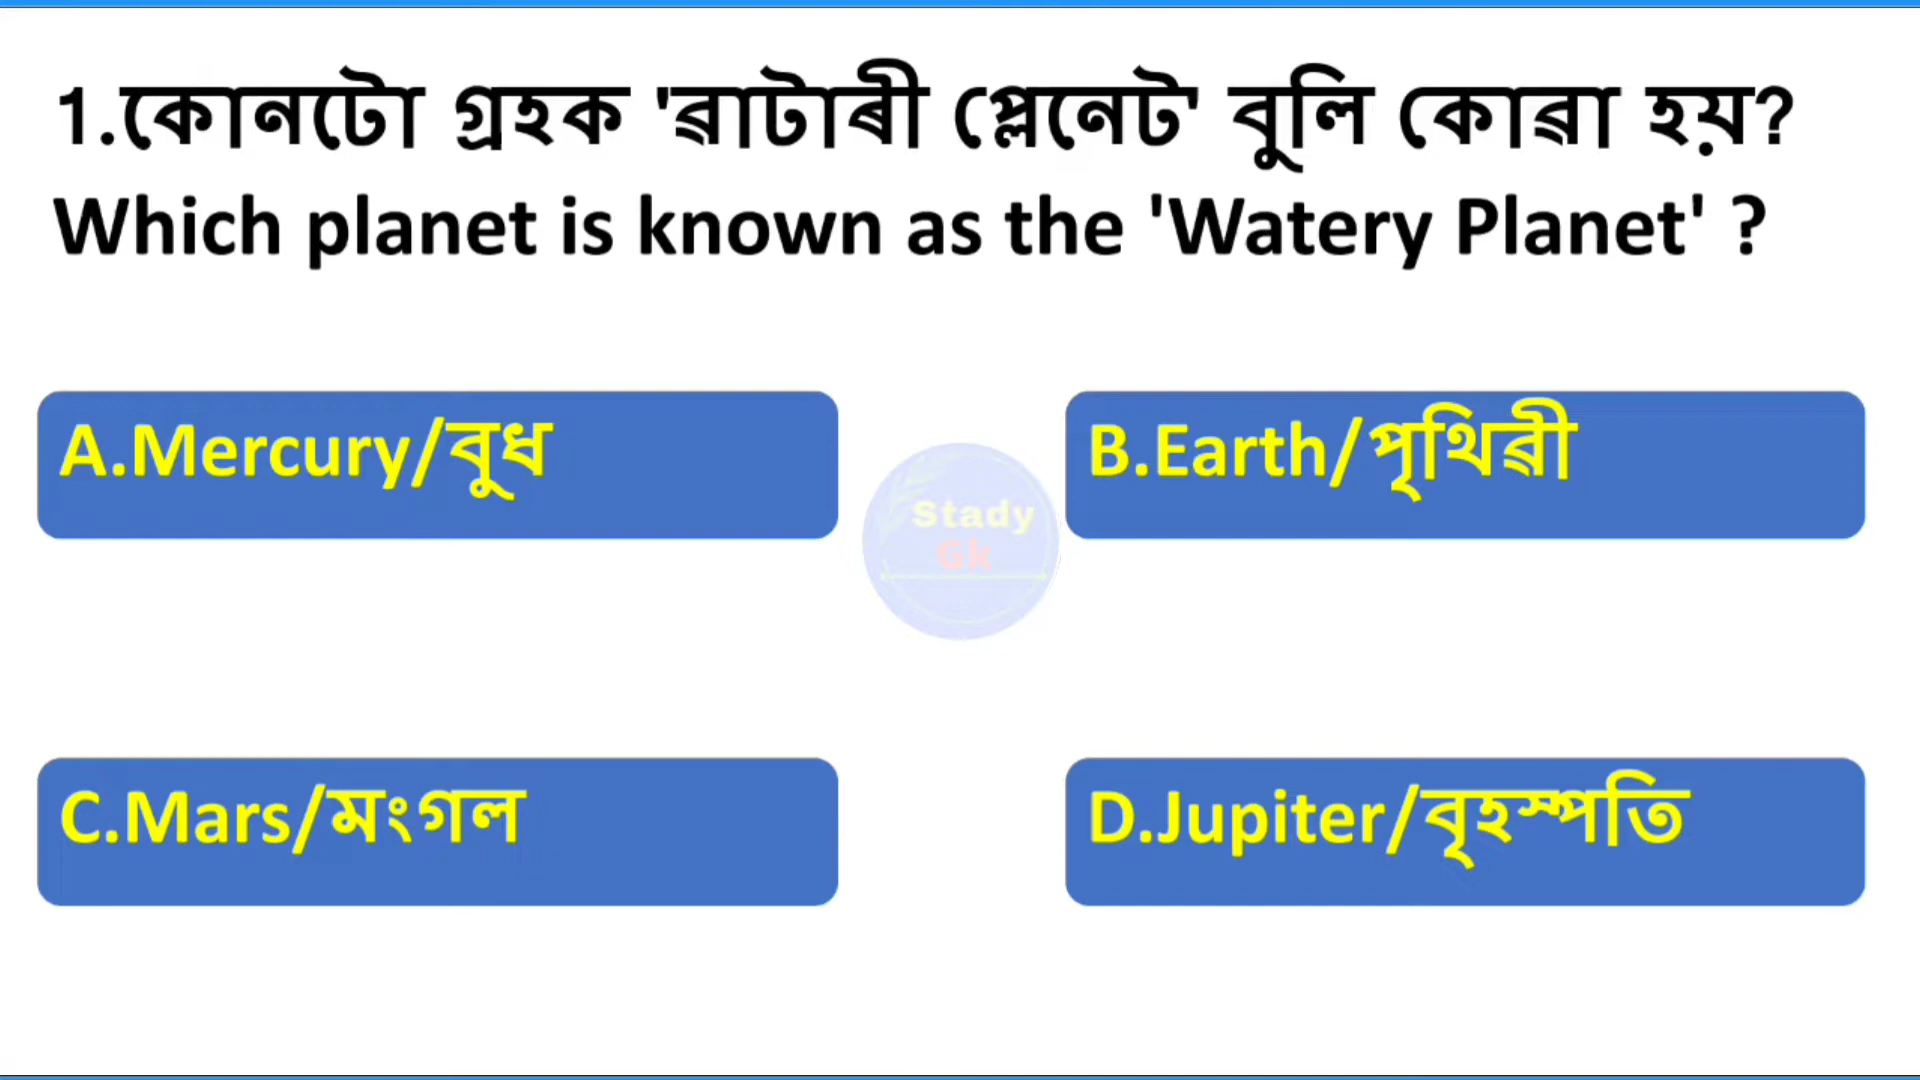 1.কোনটো গ্ৰহক 'ৱাটাৰী প্লেনেট' বুলি কোৱা হয়?
Which planet is known as the 'Watery Planet' ?
A.Mercury/বুধ
B.Earth/পৃথিৱী
Stady
Gk
C.Mars/মংগল
D.Jupiter/বৃহস্পতি